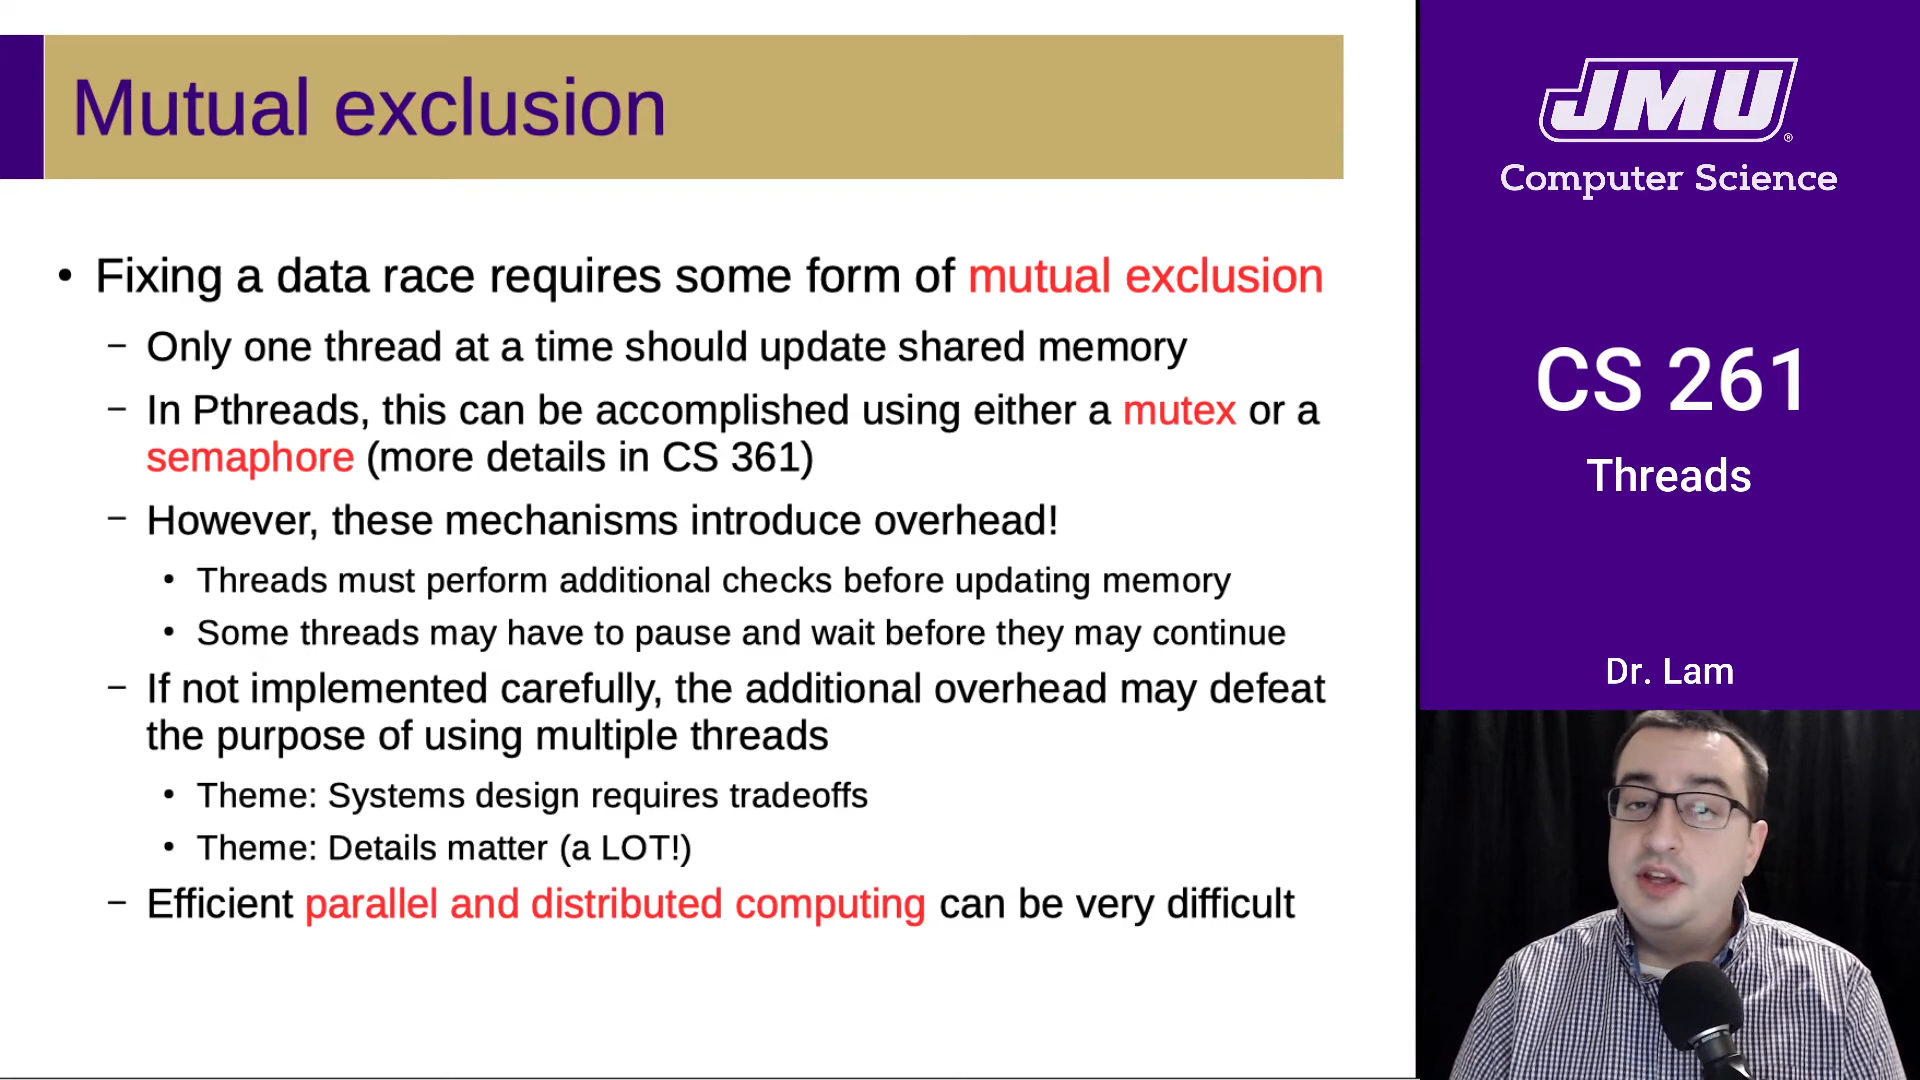 Mutual exclusion
• Fixing a data race requires some form of mutual exclusion
– Only one thread at a time should update shared memory
– In Pthreads, this can be accomplished using either a mutex or a
semaphore (more details in CS 361)
– However, these mechanisms introduce overhead!
• Threads must perform additional checks before updating memory
• Some threads may have to pause and wait before they may continue
– If not implemented carefully, the additional overhead may defeat
the purpose of using multiple threads
• Theme: Systems design requires tradeoffs
• Theme: Details matter (a LOT!)
– Efficient parallel and distributed computing can be very difficult
JMU®
Computer Science
CS 261
Threads
Dr. Lam